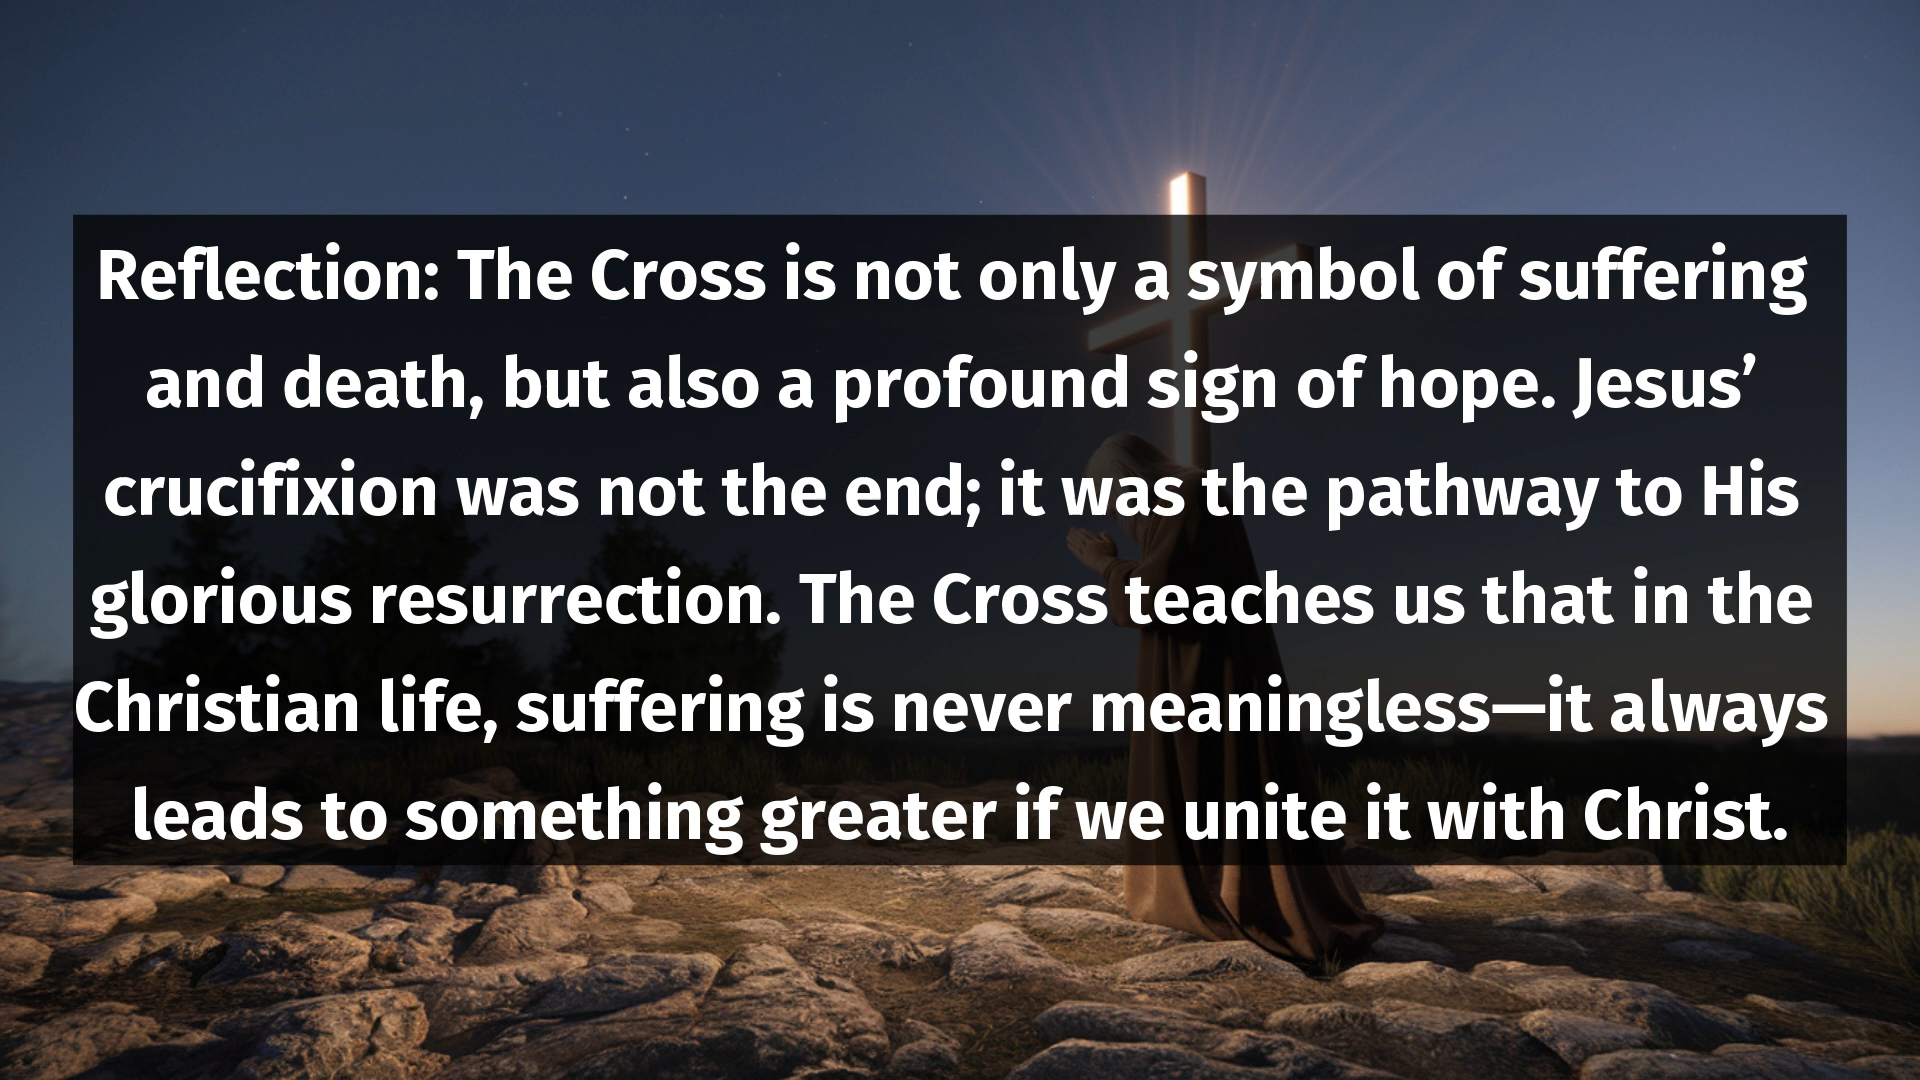 Reflection: The Cross is not only a symbol of suffering
and death, but also a profound sign of hope. Jesus’
crucifixion was not the end; it was the pathway to His
glorious resurrection. The Cross teaches us that in the
Christian life, suffering is never meaningless—it always
leads to something greater if we unite it with Christ.